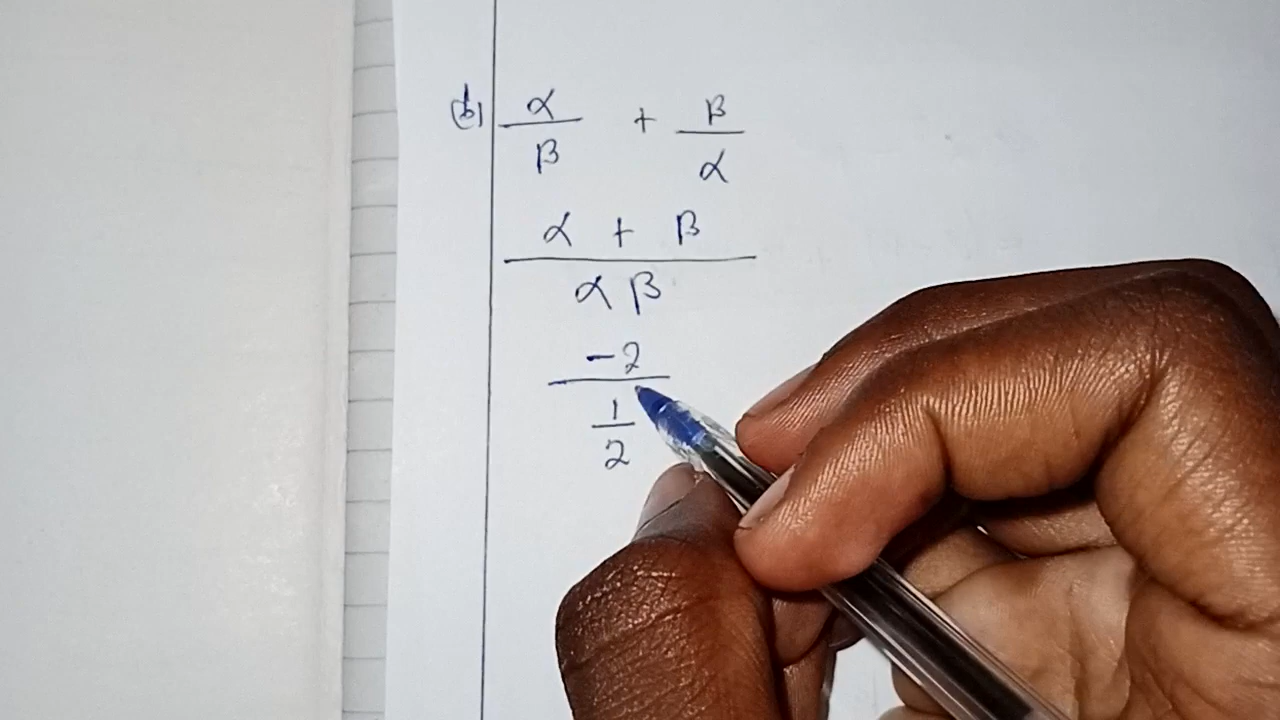 (b) α/β + β/α
α + β / αβ
-2 / 1/2